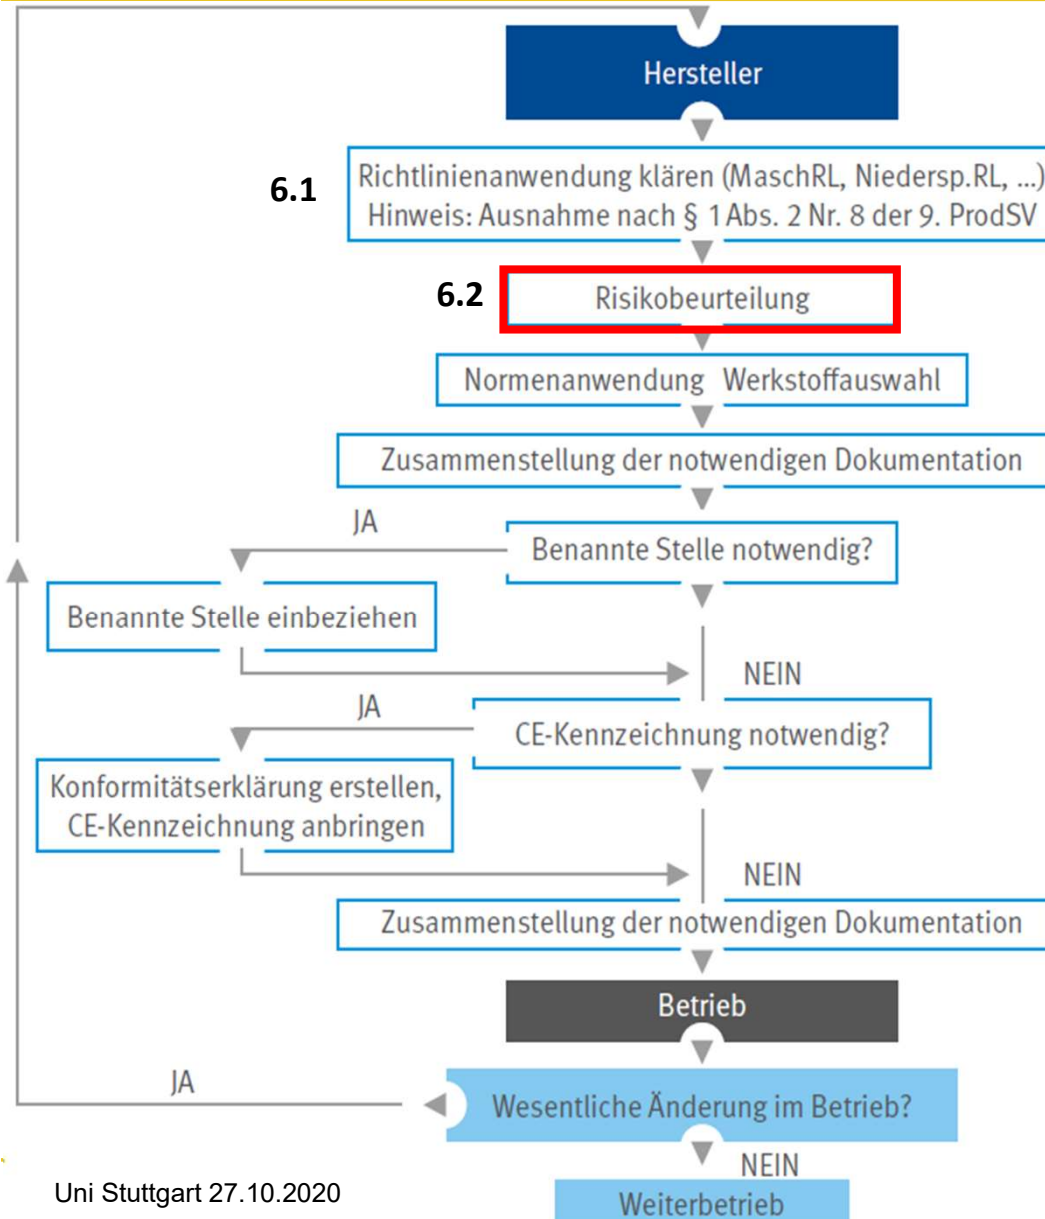 Hersteller
6.1
Richtlinienanwendung klären (MaschRL, Niedersp.RL, ...)
Hinweis: Ausnahme nach § 1 Abs. 2 Nr. 8 der 9. ProdSV
6.2
Risikobeurteilung
Normenanwendung Werkstoffauswahl
Zusammenstellung der notwendigen Dokumentation
JA
Benannte Stelle notwendig?
Benannte Stelle einbeziehen
NEIN
JA
CE-Kennzeichnung notwendig?
Konformitätserklärung erstellen,
CE-Kennzeichnung anbringen
NEIN
Zusammenstellung der notwendigen Dokumentation
Betrieb
JA
Wesentliche Änderung im Betrieb?
NEIN
Uni Stuttgart 27.10.2020
Weiterbetrieb